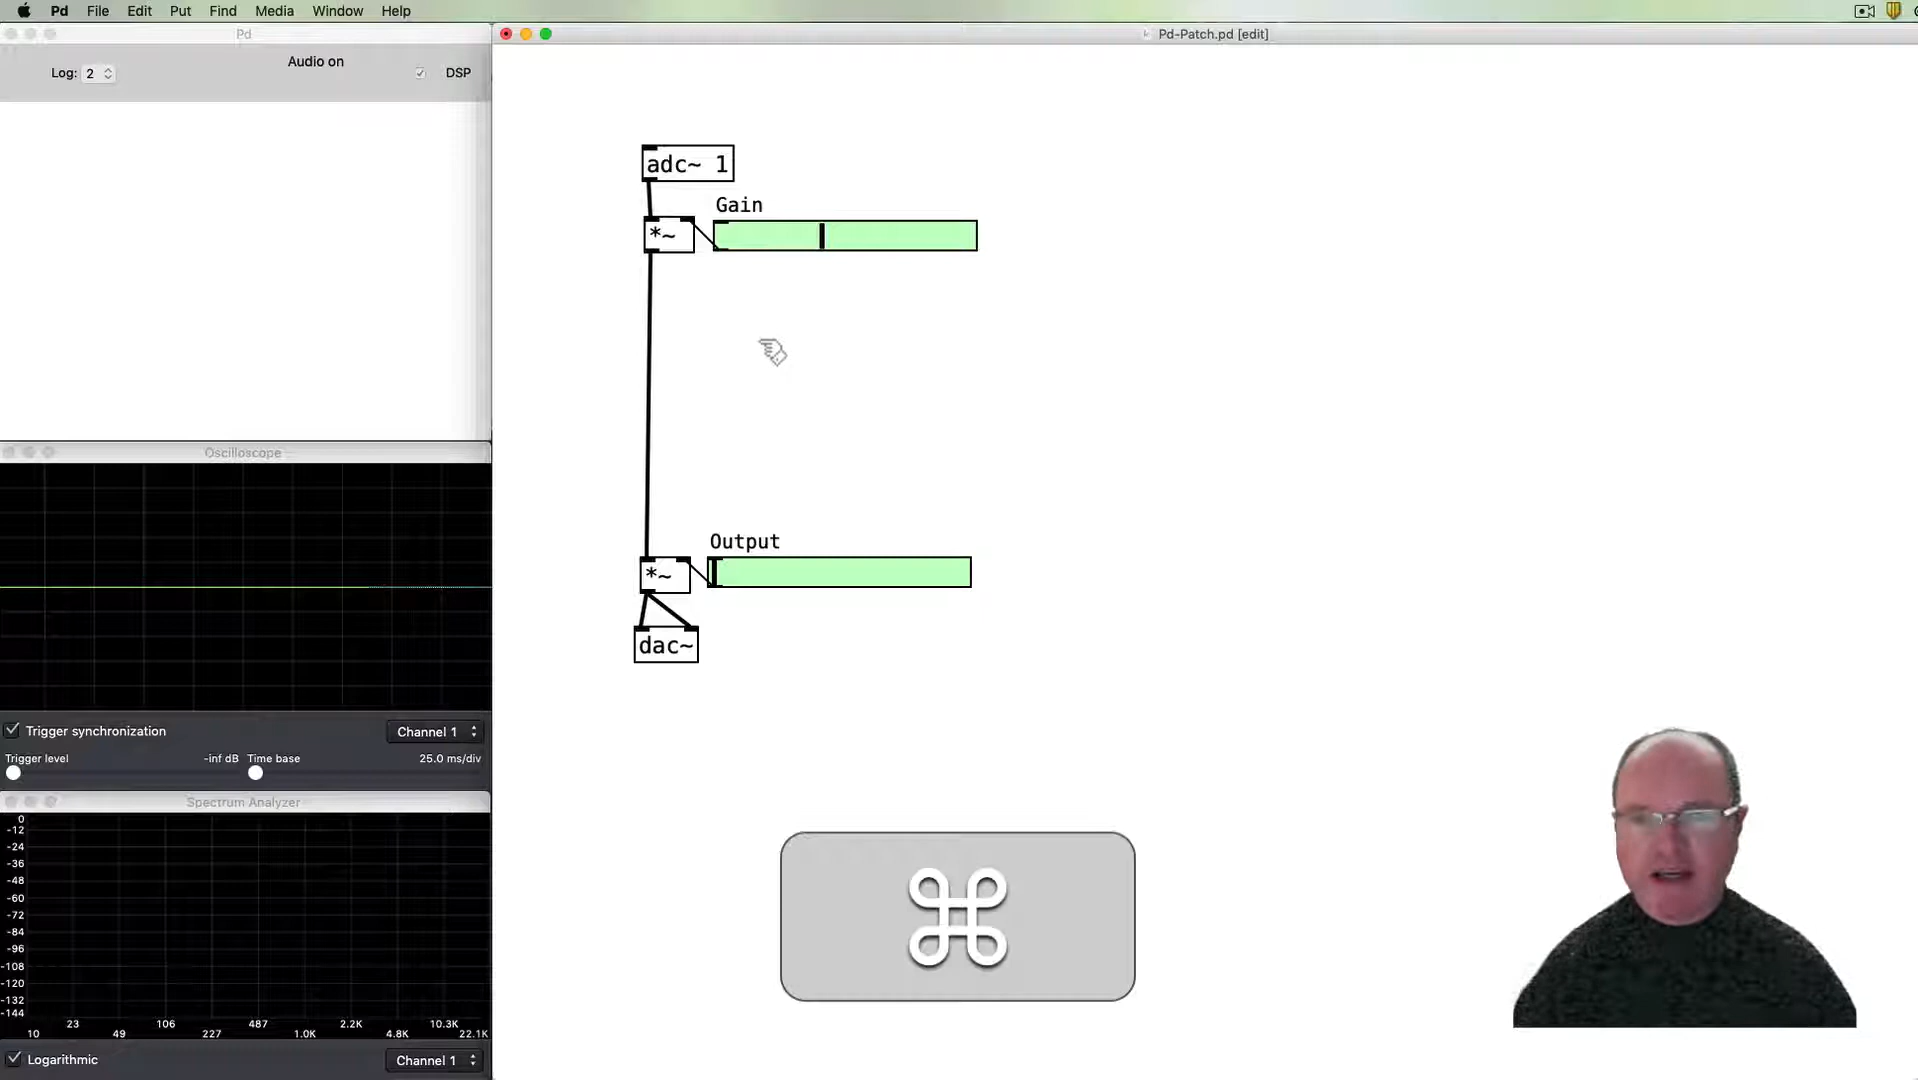 Pd File Edit Put Find Media Window Help
Pd
Pd-Patch.pd [edit]
Audio on
Log: 2
DSP
adc~ 1
Gain
*~
Output
*~
dac~
Oscilloscope
Trigger synchronization
Channel 1
Trigger level
-inf dB
Time base
25.0 ms/div
Spectrum Analyzer
0
-12
-24
-36
-48
-60
-72
-84
-96
-108
-120
-132
-144
23 106 487 2.2K 10.3K
10 49 227 1.0K 4.8K 22.1K
Logarithmic
Channel 1
⌘